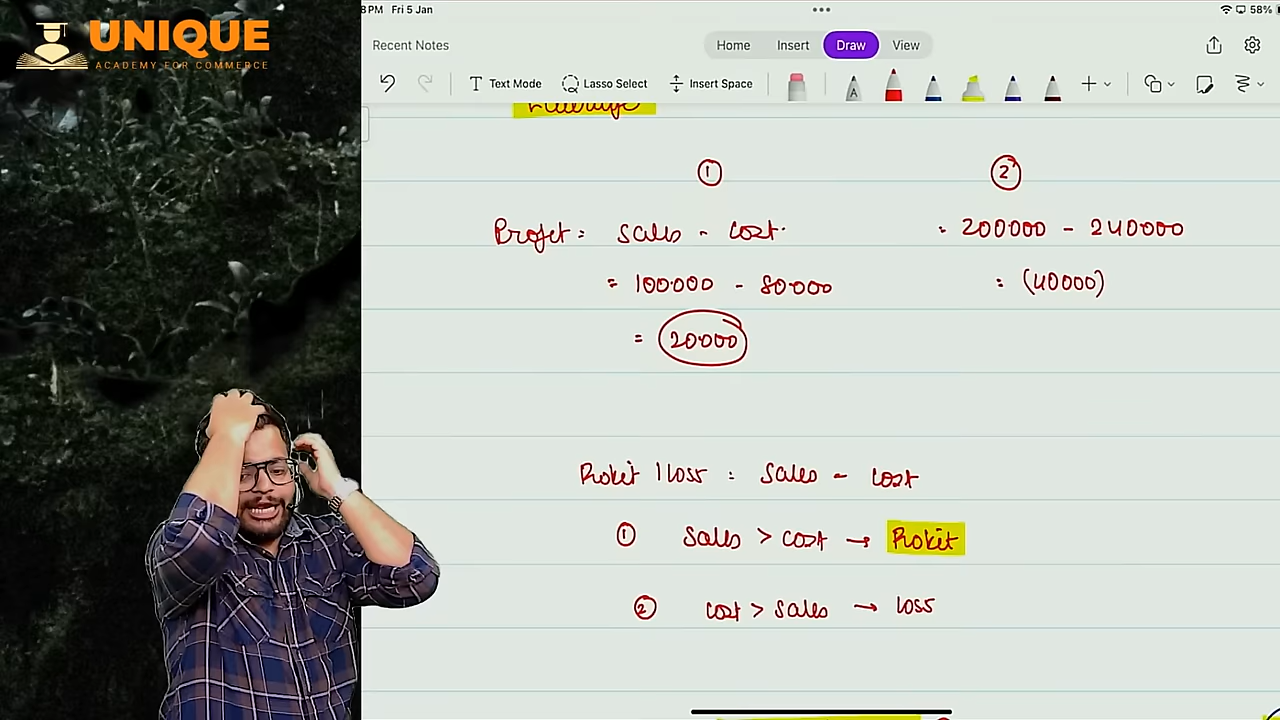 8PM Fri 5 Jan
58%
UNIQUE
ACADEMY FOR COMMERCE
Recent Notes
Home Insert Draw View
Text Mode Lasso Select Insert Space
① ②
Profit = Sales - Cost = 200000 - 240000
= 100000 - 80000 = (40000)
= 20000
Profit / Loss = Sales - Cost
① Sales > Cost → Profit
② Cost > Sales → Loss